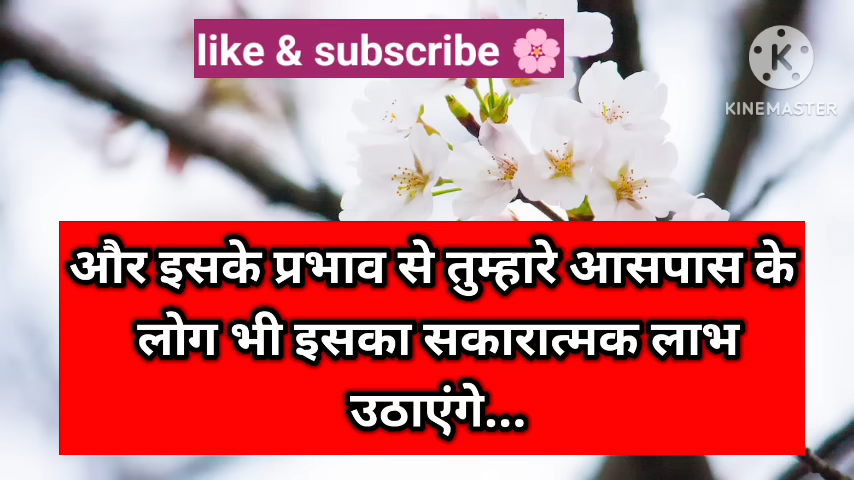 like & subscribe 🌸
KINEMASTER
और इसके प्रभाव से तुम्हारे आसपास के
लोग भी इसका सकारात्मक लाभ
उठाएंगे...